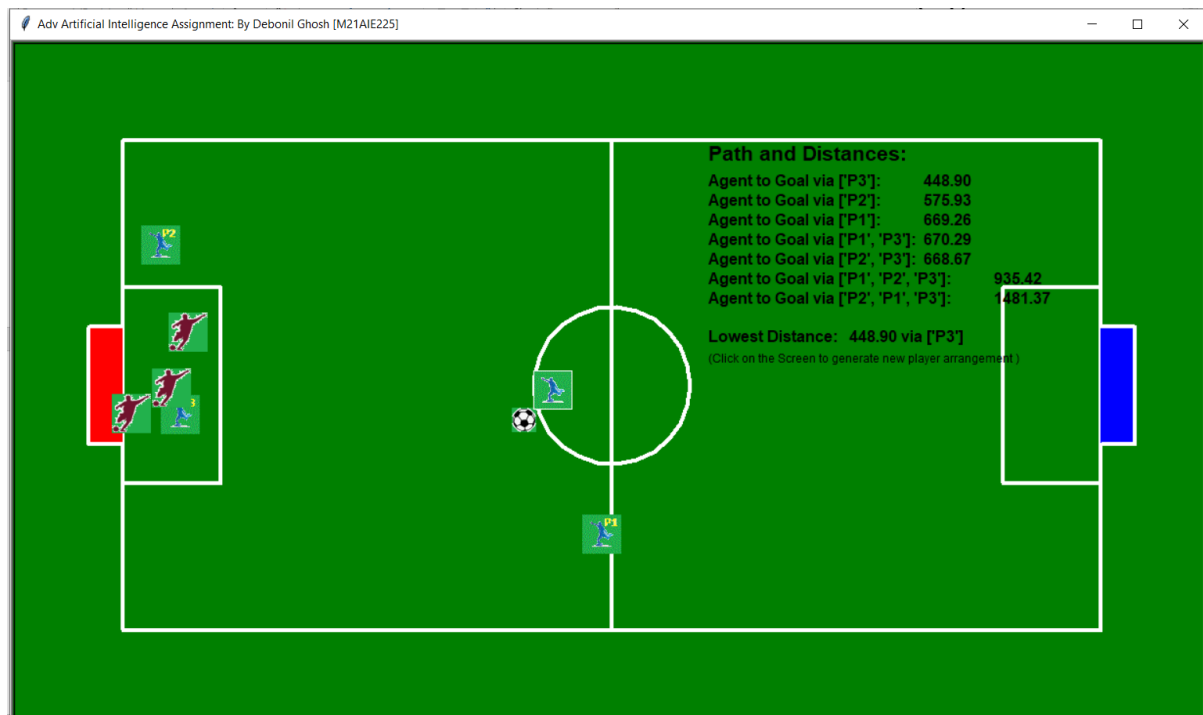 Adv Artificial Intelligence Assignment: By Debonil Ghosh [M21AIE225]
Path and Distances:
Agent to Goal via ['P3']: 448.90
Agent to Goal via ['P2']: 575.93
Agent to Goal via ['P1']: 669.26
Agent to Goal via ['P1', 'P3']: 670.29
Agent to Goal via ['P2', 'P3']: 668.67
Agent to Goal via ['P1', 'P2', 'P3']: 935.42
Agent to Goal via ['P2', 'P1', 'P3']: 1481.37
Lowest Distance: 448.90 via ['P3']
(Click on the Screen to generate new player arrangement )
P2
3
P1